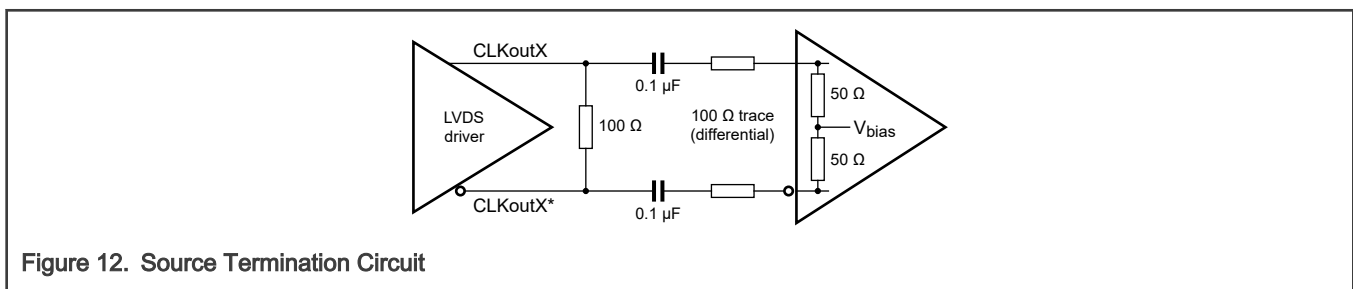 CLKoutX
0.1 µF
LVDS
driver
100 Ω
100 Ω trace
(differential)
50 Ω
Vbias
50 Ω
CLKoutX*
0.1 µF
Figure 12. Source Termination Circuit